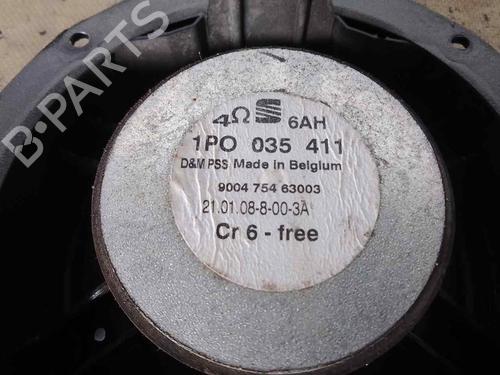 4Ω 6AH
1PO 035 411
D&M PSS Made in Belgium
9004 754 63003
21.01.08-8-00-3A
Cr 6 - free
B-PARTS